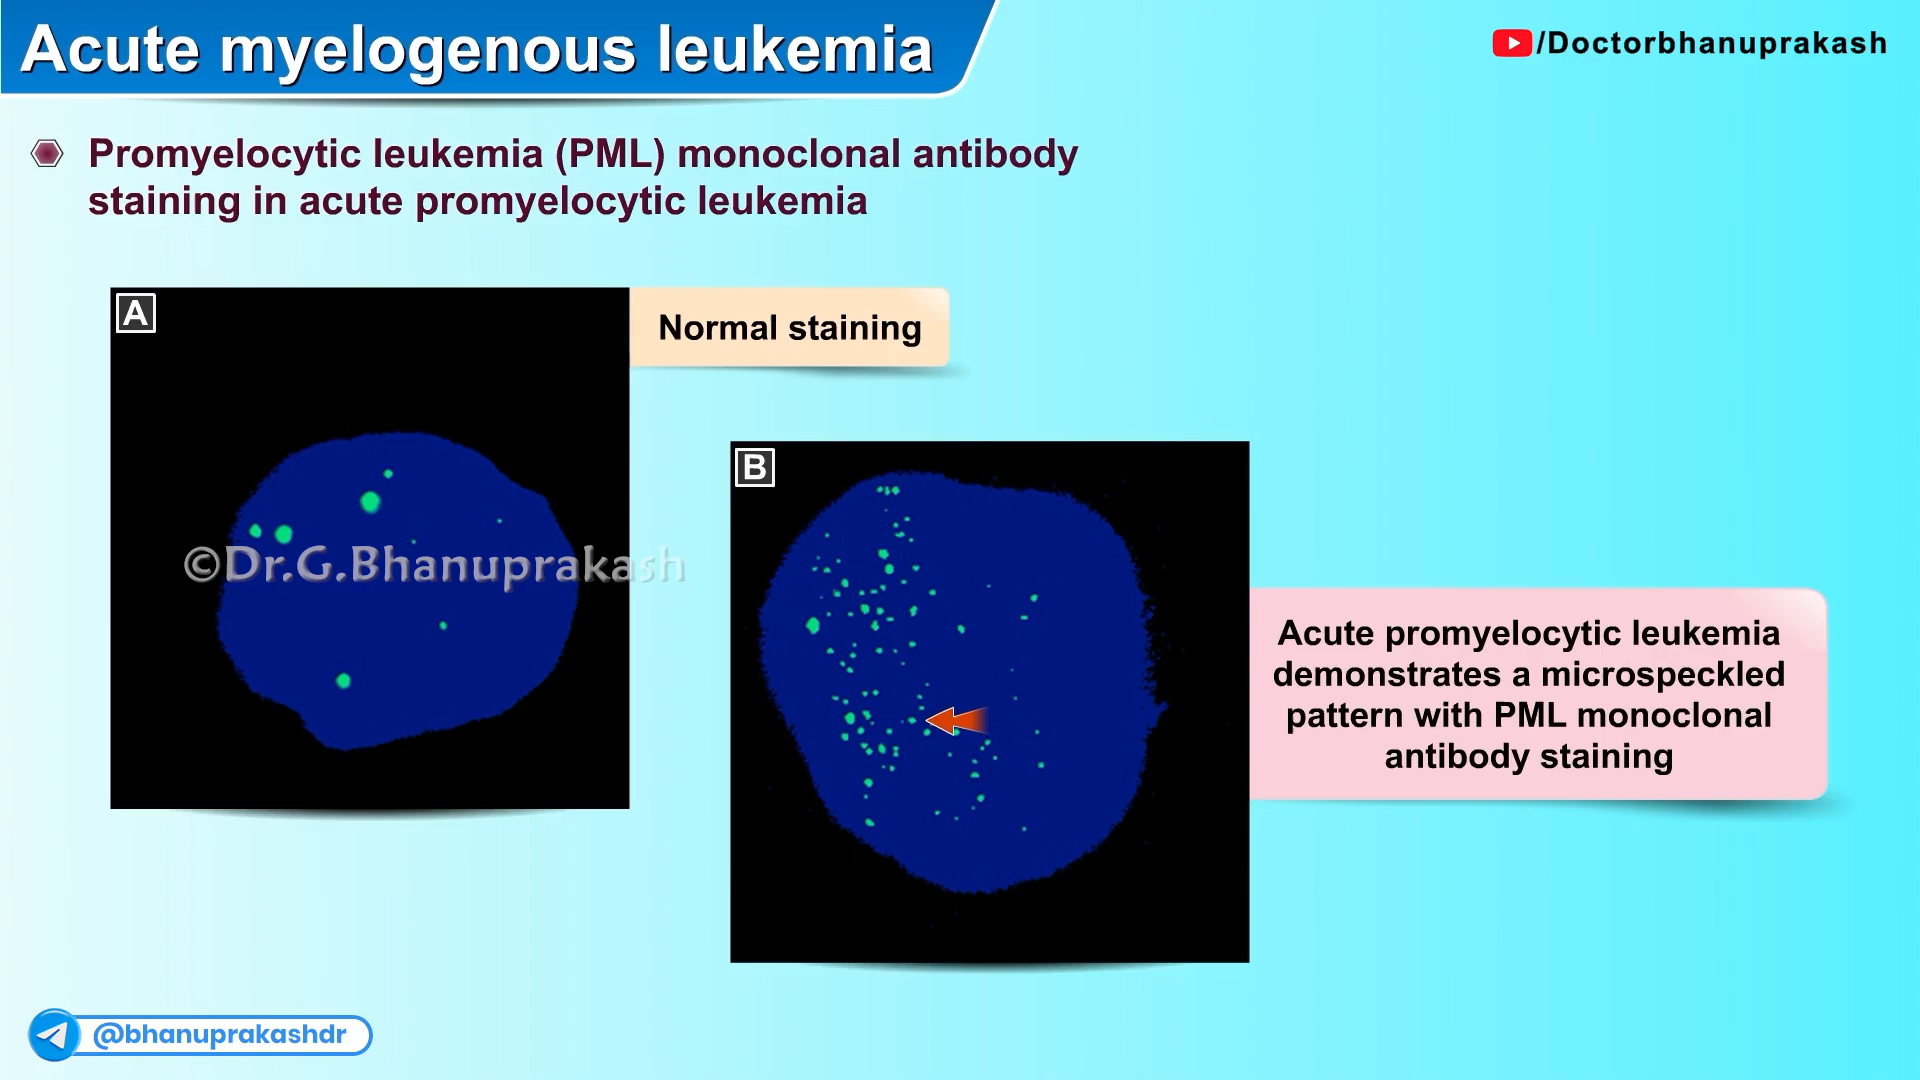 Acute myelogenous leukemia
/Doctorbhanuprakash
Promyelocytic leukemia (PML) monoclonal antibody
staining in acute promyelocytic leukemia
A
Normal staining
©Dr.G.Bhanuprakash
B
Acute promyelocytic leukemia
demonstrates a microspeckled
pattern with PML monoclonal
antibody staining
@bhanuprakashdr